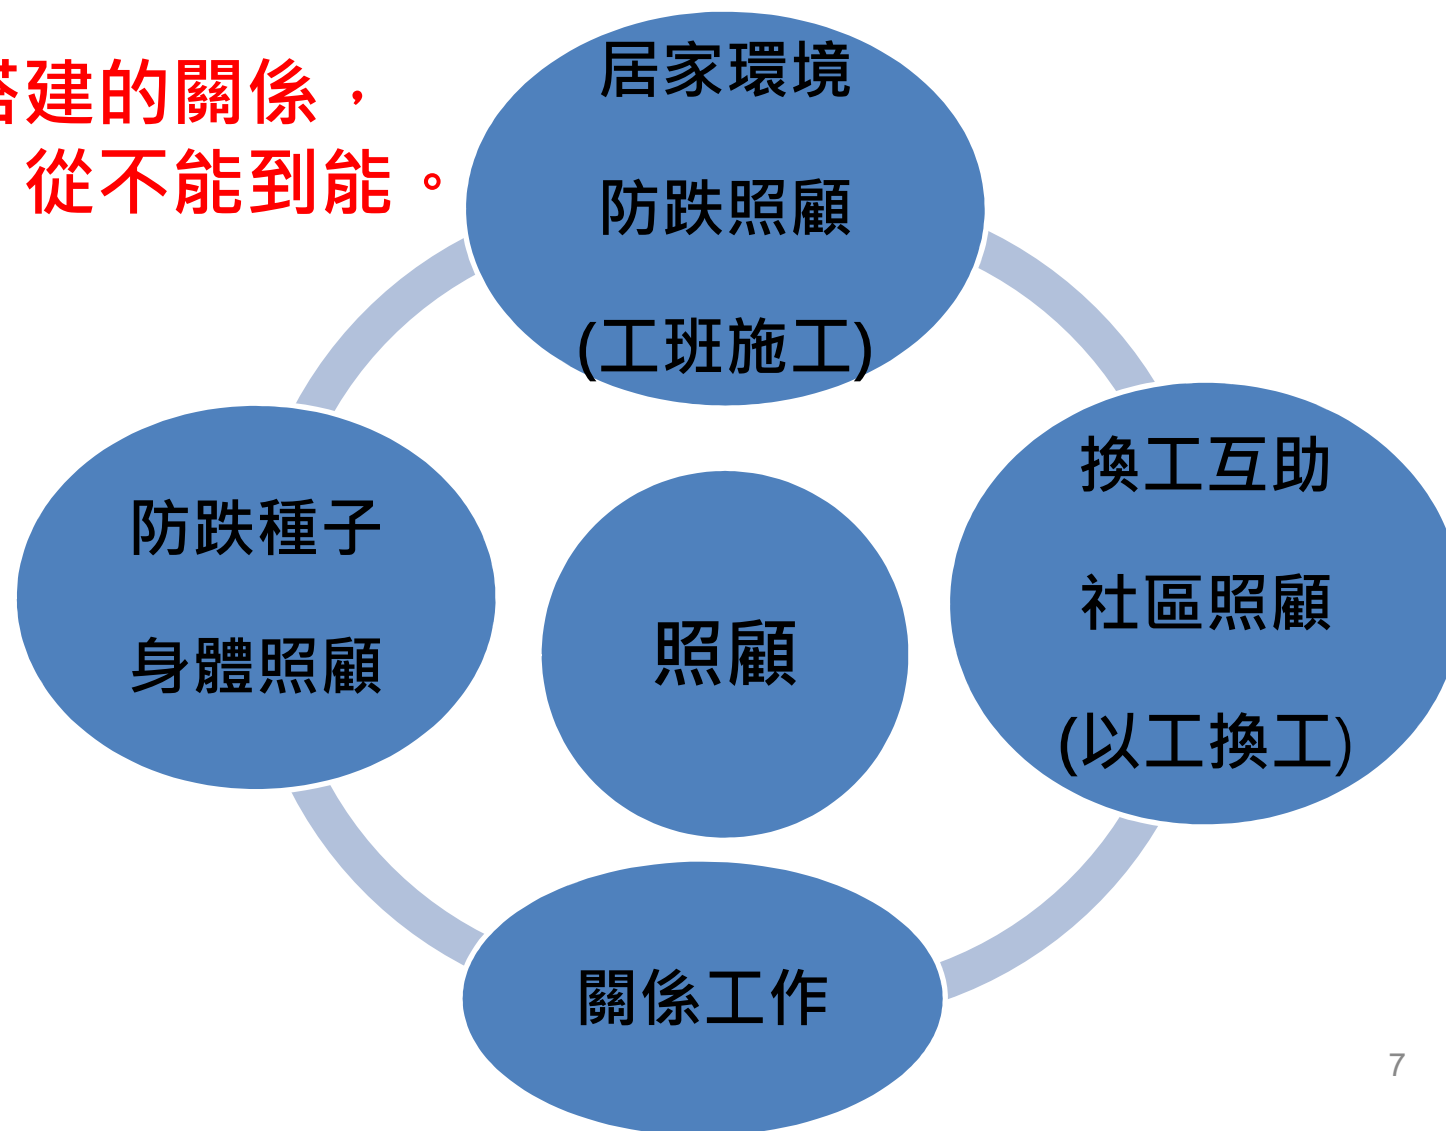 搭建的關係，
從不能到能。
居家環境
防跌照顧
(工班施工)
防跌種子
身體照顧
照顧
換工互助
社區照顧
(以工換工)
關係工作
7